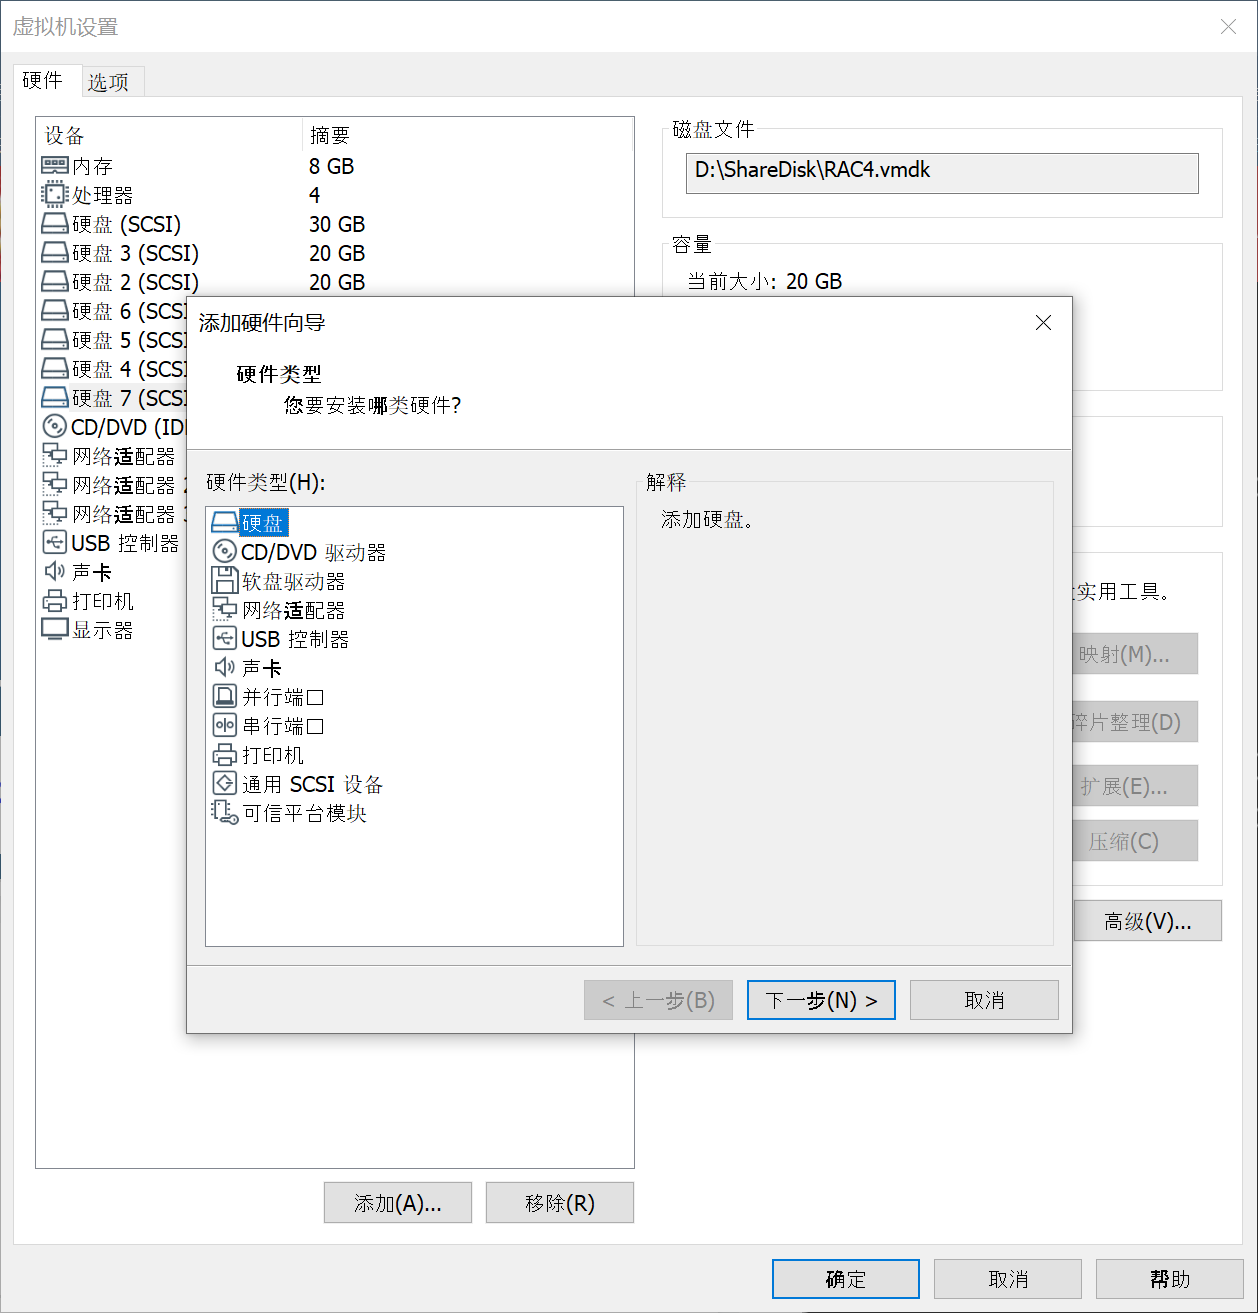 虚拟机设置
硬件 选项
设备 摘要
内存 8 GB
处理器 4
硬盘 (SCSI) 30 GB
硬盘 3 (SCSI) 20 GB
硬盘 2 (SCSI) 20 GB
硬盘 6 (SCSI
硬盘 5 (SCSI
硬盘 4 (SCSI
硬盘 7 (SCSI
CD/DVD (ID
网络适配器
网络适配器 2
网络适配器 3
USB 控制器
声卡
打印机
显示器
磁盘文件
D:\ShareDisk\RAC4.vmdk
容量
当前大小: 20 GB
添加硬件向导
硬件类型
您要安装哪类硬件?
硬件类型(H):
硬盘
CD/DVD 驱动器
软盘驱动器
网络适配器
USB 控制器
声卡
并行端口
串行端口
打印机
通用 SCSI 设备
可信平台模块
解释
添加硬盘。
< 上一步(B) 下一步(N) > 取消
实用工具。
映射(M)...
碎片整理(D)
扩展(E)...
压缩(C)
高级(V)...
添加(A)... 移除(R)
确定 取消 帮助